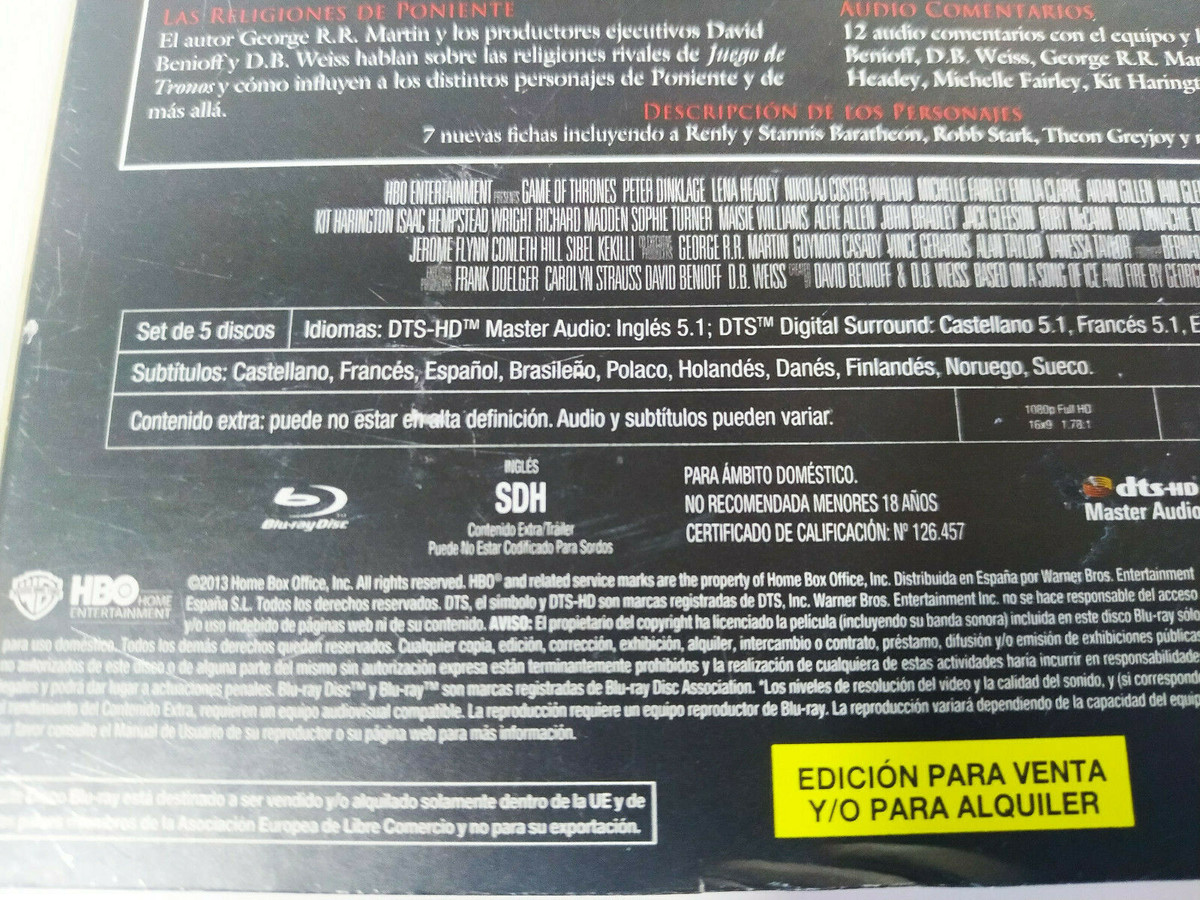 LAS RELIGIONES DE PONIENTE
El autor George R.R. Martin y los productores ejecutivos David
Benioff y D.B. Weiss hablan sobre las religiones rivales de Juego de
Tronos y cómo influyen a los distintos personajes de Poniente y de
más allá.
AUDIO COMENTARIOS
12 audio comentarios con el equipo y
Benioff, D.B. Weiss, George R.R. Mar
Headey, Michelle Fairley, Kit Haringt
DESCRIPCIÓN DE LOS PERSONAJES
7 nuevas fichas incluyendo a Renly y Stannis Baratheon, Robb Stark, Theon Greyjoy y
HBO ENTERTAINMENT PRESENTS GAME OF THRONES PETER DINKLAGE LENA HEADEY NIKOLAJ COSTER-WALDAU MICHELLE FAIRLEY EMILIA CLARKE AIDAN GILLEN IAIN GLE
KIT HARINGTON ISAAC HEMPSTEAD WRIGHT RICHARD MADDEN SOPHIE TURNER MAISIE WILLIAMS ALFIE ALLEN JOHN BRADLEY JACK GLEESON RORY McCANN
JEROME FLYNN CONLETH HILL SIBEL KEKILLI GEORGE R.R. MARTIN GUYMON CASADY VINCE GERARDIS ALAN TAYLOR VANESSA TAYLOR
FRANK DOELGER CAROLYN STRAUSS DAVID BENIOFF D.B. WEISS DAVID BENIOFF & D.B. WEISS BASED ON A SONG OF ICE AND FIRE BY GEORG
Set de 5 discos
Idiomas: DTS-HD™ Master Audio: Inglés 5.1; DTS™ Digital Surround: Castellano 5.1, Francés 5.1, E
Subtítulos: Castellano, Francés, Español, Brasileño, Polaco, Holandés, Danés, Finlandés, Noruego, Sueco.
Contenido extra: puede no estar en alta definición. Audio y subtítulos pueden variar.
1080p Full HD
16x9 1.78:1
Blu-ray Disc
INGLÉS
SDH
Contenido Extra/Tráiler
Puede No Estar Codificado Para Sordos
PARA ÁMBITO DOMÉSTICO.
NO RECOMENDADA MENORES 18 AÑOS
CERTIFICADO DE CALIFICACIÓN: Nº 126.457
dts-HD
Master Audio
WB
HBO HOME
ENTERTAINMENT
©2013 Home Box Office, Inc. All rights reserved. HBO® and related service marks are the property of Home Box Office, Inc. Distribuida en España por Warner Bros. Entertainment
España S.L. Todos los derechos reservados. DTS, el símbolo y DTS-HD son marcas registradas de DTS, Inc. Warner Bros. Entertainment Inc. no se hace responsable del acceso
y/o uso indebido de páginas web ni de su contenido. AVISO: El propietario del copyright ha licenciado la película (incluyendo su banda sonora) incluida en este disco Blu-ray sólo
para uso doméstico. Todos los demás derechos quedan reservados. Cualquier copia, edición, corrección, exhibición, alquiler, intercambio o contrato, préstamo, difusión y/o emisión de exhibiciones pública
no autorizados de este disco o de alguna parte del mismo sin autorización expresa están terminantemente prohibidos y la realización de cualquiera de estas actividades haría incurrir en responsabilidade
legales y podrá dar lugar a actuaciones penales. Blu-ray Disc™ y Blu-ray™ son marcas registradas de Blu-ray Disc Association. *Los niveles de resolución del video y la calidad del sonido, y (si correspond
l rendimiento del Contenido Extra, requieren un equipo audiovisual compatible. La reproducción requiere un equipo reproductor de Blu-ray. La reproducción variará dependiendo de la capacidad del equip
or favor consulte el Manual de Usuario de su reproductor o su página web para más información.
Disco Blu-ray está destinado a ser vendido y/o alquilado solamente dentro de la UE y de
países miembros de la Asociación Europea de Libre Comercio y no para su exportación.
EDICIÓN PARA VENTA
Y/O PARA ALQUILER